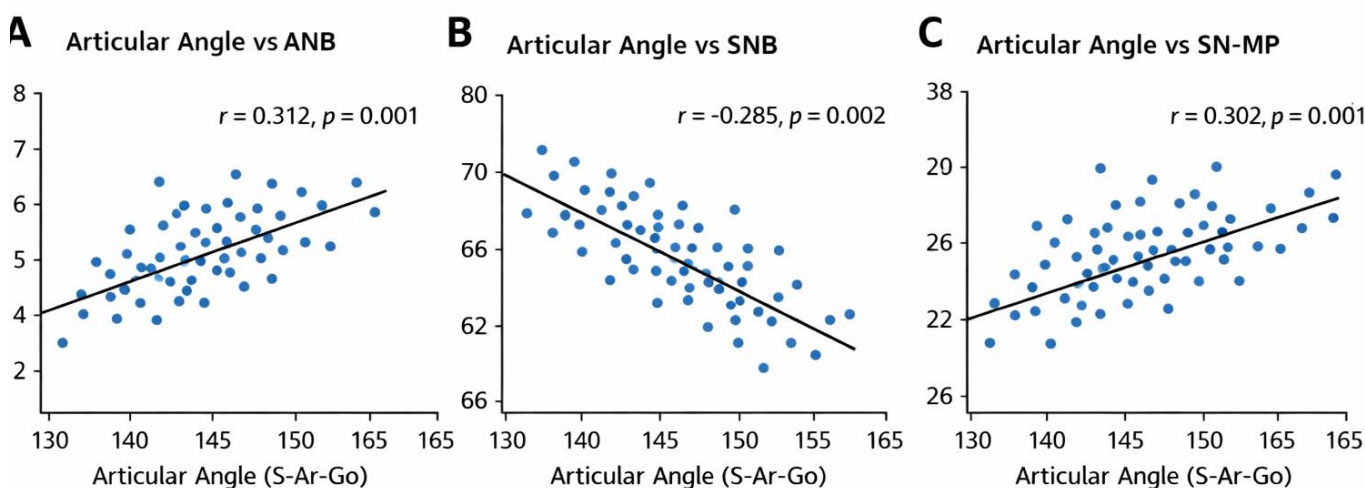 A Articular Angle vs ANB
r = 0.312, p = 0.001
8
7
6
5
4
2
130 140 145 150 165 165
Articular Angle (S-Ar-Go)
B Articular Angle vs SNB
r = -0.285, p = 0.002
80
70
66
62
66
130 140 145 150 155 165
Articular Angle (S-Ar-Go)
C Articular Angle vs SN-MP
r = 0.302, p = 0.001
38
29
26
22
26
130 140 145 150 165 165
Articular Angle (S-Ar-Go)